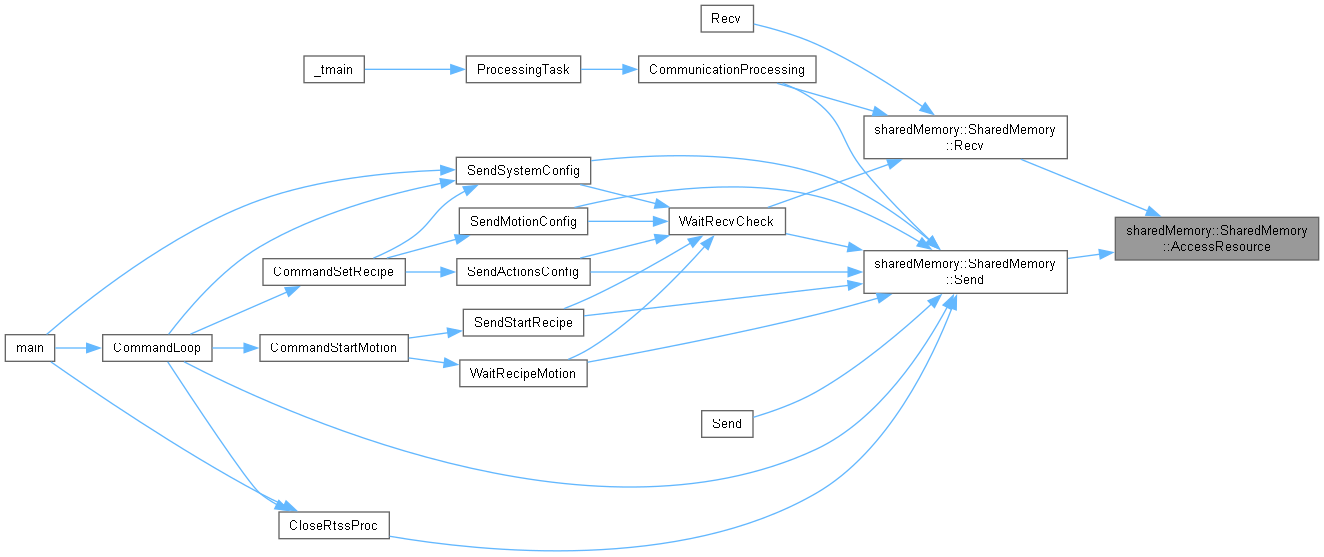 Recv
_tmain
ProcessingTask
CommunicationProcessing
sharedMemory::SharedMemory
::Recv
SendSystemConfig
SendMotionConfig
WaitRecvCheck
sharedMemory::SharedMemory
::AccessResource
CommandSetRecipe
SendActionsConfig
sharedMemory::SharedMemory
::Send
SendStartRecipe
main
CommandLoop
CommandStartMotion
WaitRecipeMotion
Send
CloseRtssProc